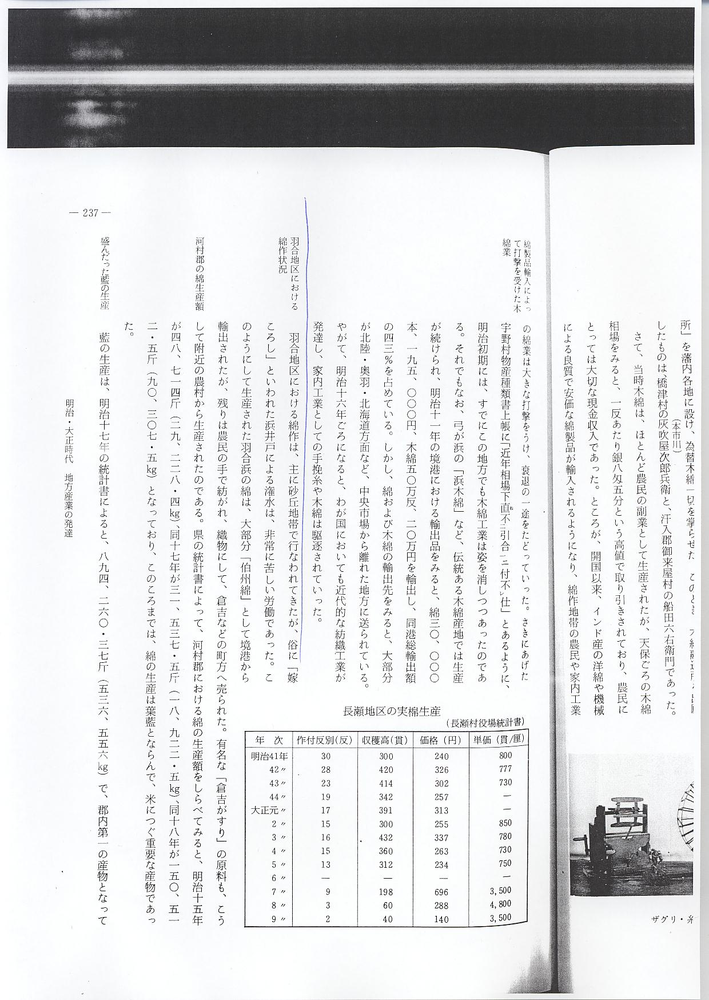 所」を藩内各地に設け、為替木綿一切を掌らせた
したものは、橋津村の灰吹屋次郎兵衛と、汗入郡御来屋村の船田六右衛門であった。
(本市川)
さて、当時木綿は、ほとんど農民の副業として生産されたが、天保ごろの木綿
相場をみると、一反あたり銀八匁五分という高値で取り引きされており、農民に
とっては大切な現金収入であった。ところが、開国以来、インド産の洋綿や機械
による良質で安価な綿製品が輸入されるようになり、綿作地帯の農民や家内工業
ザグリ・糸
綿製品輸入によっ
て打撃を受けた木
綿業
の綿業は大きな打撃をうけ、衰退の一途をたどっていった。さきにあげた
宇野村物産種類書上帳に「近年相場下直不ニ引合一ニ付不レ仕」とあるように、
明治初期には、すでにこの地方でも木綿工業は姿を消しつつあったのであ
る。それでもなお、弓が浜の「浜木綿」など、伝統ある木綿産地では生産
が続けられ、明治十一年の境港における輸出品をみると、綿三〇、〇〇〇
本、一九五、〇〇〇円、木綿五〇万反、二〇万円を輸出し、同港総輸出額
の四三%を占めている。しかし、綿および木綿の輸出先をみると、大部分
が北陸・奥羽・北海道方面など、中央市場から離れた地方に送られている。
やがて、明治十六年ごろになると、わが国においても近代的な紡織工業が
発達し、家内工業としての手挽糸や木綿は駆逐されていった。
羽合地区における
綿作状況
羽合地区における綿作は、主に砂丘地帯で行なわれてきたが、俗に「嫁
ころし」といわれた浜井戸による潅水は、非常に苦しい労働であった。こ
のようにして生産された羽合浜の綿は、大部分「伯州綿」として境港から
輸出されたが、残りは農民の手で紡がれ、織物にして、倉吉などの町方へ売られた。有名な「倉吉がすり」の原料も、こう
河村郡の綿生産額
して附近の農村から生産されたのである。県の統計書によって、河村郡における綿の生産額をしらべてみると、明治十五年
が四八、七一四斤(二九、二二八・四kg)、同十七年が三一、五三七・五斤(一八、九二二・五kg)、同十八年が一五〇、五一
二・五斤(九〇、三〇七・五kg)となっており、このころまでは、綿の生産は葉藍とならんで、米につぐ重要な産物であっ
た。
盛んだった藍の生産
藍の生産は、明治十七年の統計書によると、八九四、二六〇・三七斤(五三六、五五六kg)で、郡内第一の産物となって
長瀬地区の実棉生産
(長瀬村役場統計書)
年 次 作付反別(反) 収穫高(貫) 価格(円) 単価(貫/厘)
明治41年 30 300 240 800
42〃 28 420 326 777
43〃 23 414 302 730
44〃 19 342 257 —
大正元〃 17 391 313 —
2〃 15 300 255 850
3〃 16 432 337 780
4〃 15 360 263 730
5〃 13 312 234 750
6〃 — — — —
7〃 9 198 696 3,500
8〃 3 60 288 4,800
9〃 2 40 140 3,500
明治・大正時代 地方産業の発達
— 237 —